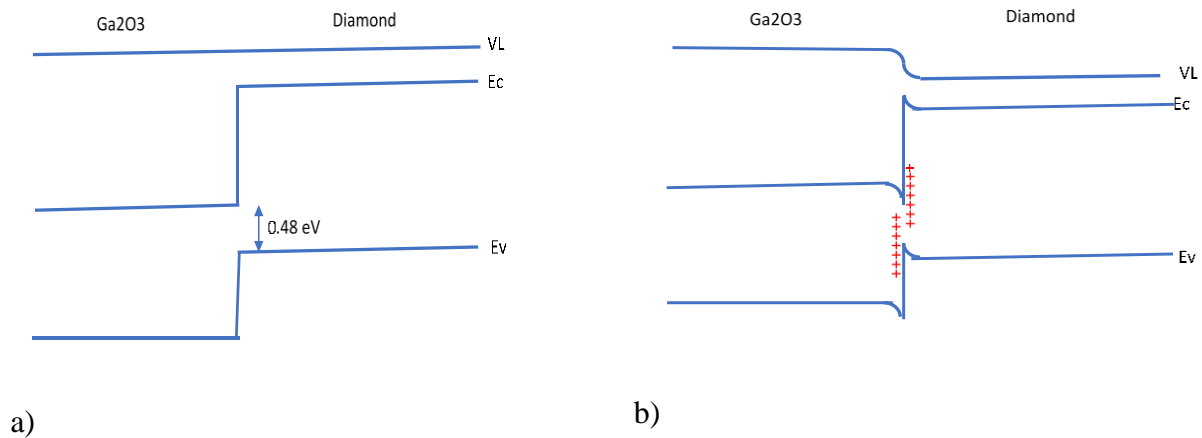 Ga2O3
Diamond
VL
Ec
0.48 eV
Ev
a)
Ga2O3
Diamond
VL
Ec
Ev
b)